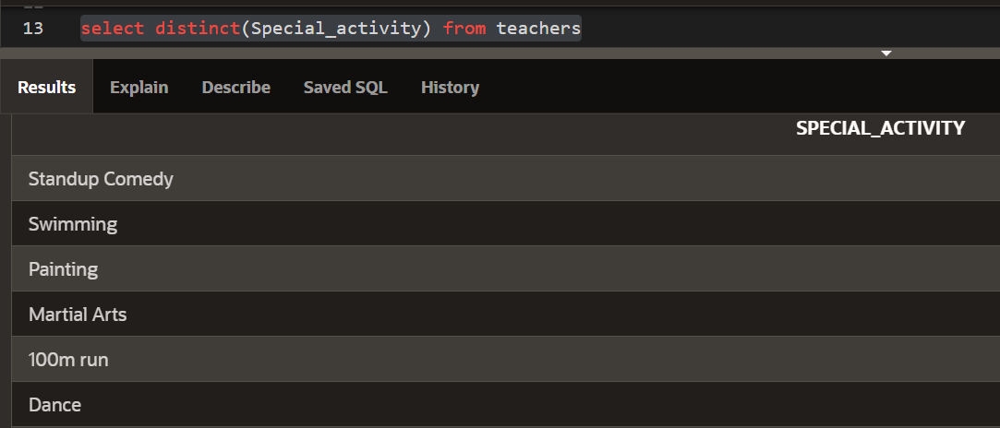 13 select distinct(Special_activity) from teachers
Results Explain Describe Saved SQL History
SPECIAL_ACTIVITY
Standup Comedy
Swimming
Painting
Martial Arts
100m run
Dance